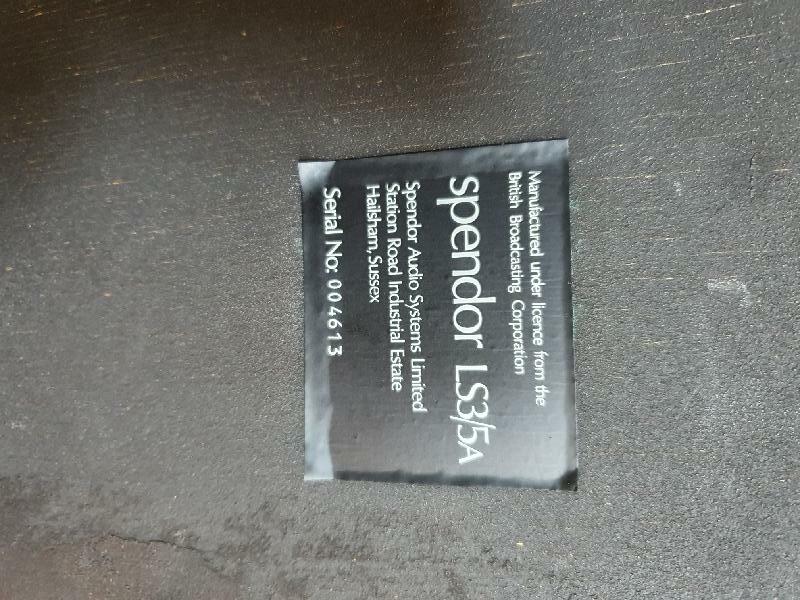 Manufactured under licence from the
British Broadcasting Corporation
spendor LS3/5A
Spendor Audio Systems Limited
Station Road Industrial Estate
Hailsham, Sussex
Serial No: 004613